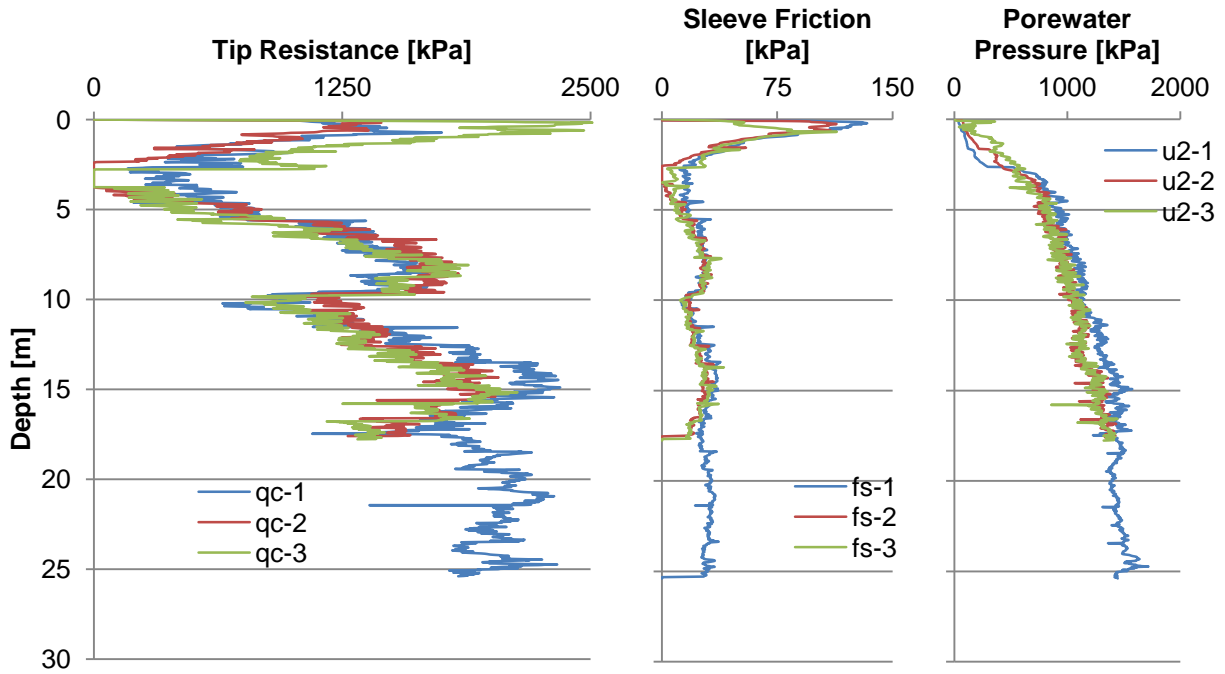 Tip Resistance [kPa]
0 1250 2500
Sleeve Friction
[kPa]
0 75 150
Porewater
Pressure [kPa]
0 1000 2000
Depth [m]
0
5
10
15
20
25
30
qc-1
qc-2
qc-3
fs-1
fs-2
fs-3
u2-1
u2-2
u2-3